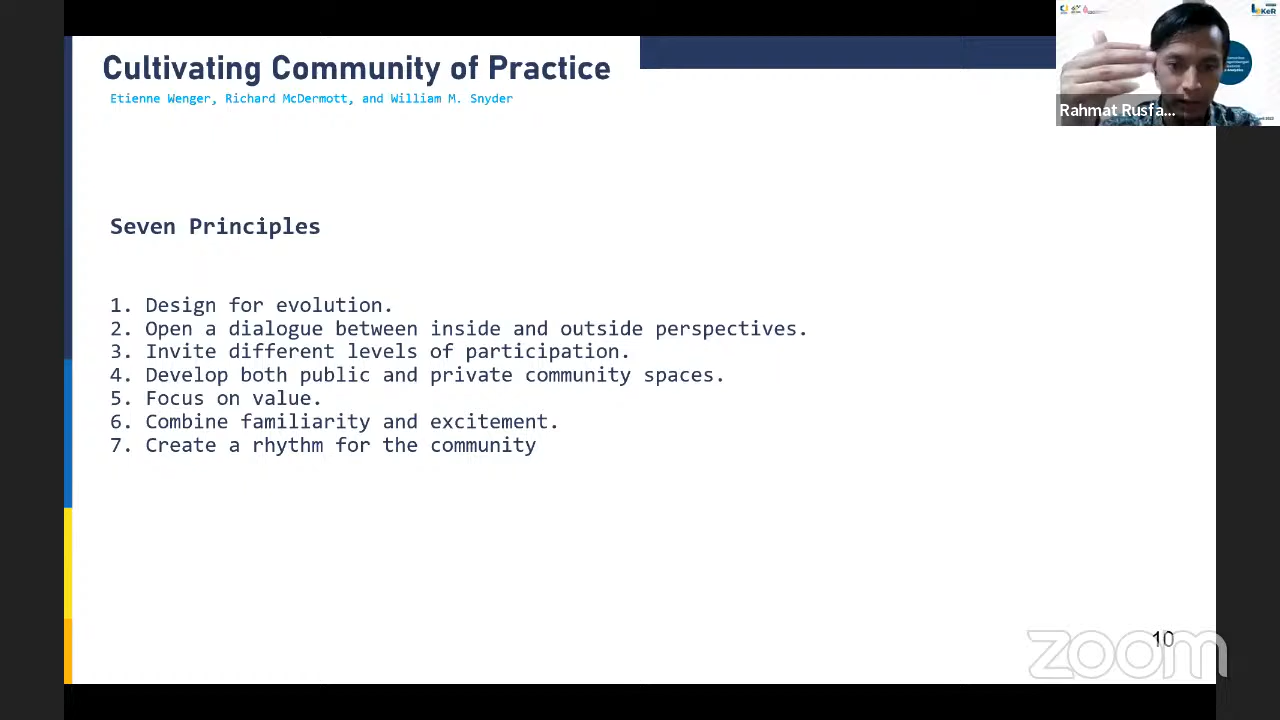 Cultivating Community of Practice
Etienne Wenger, Richard McDermott, and William M. Snyder
Rahmat Rusfa...
Seven Principles
1. Design for evolution.
2. Open a dialogue between inside and outside perspectives.
3. Invite different levels of participation.
4. Develop both public and private community spaces.
5. Focus on value.
6. Combine familiarity and excitement.
7. Create a rhythm for the community
10
zoom